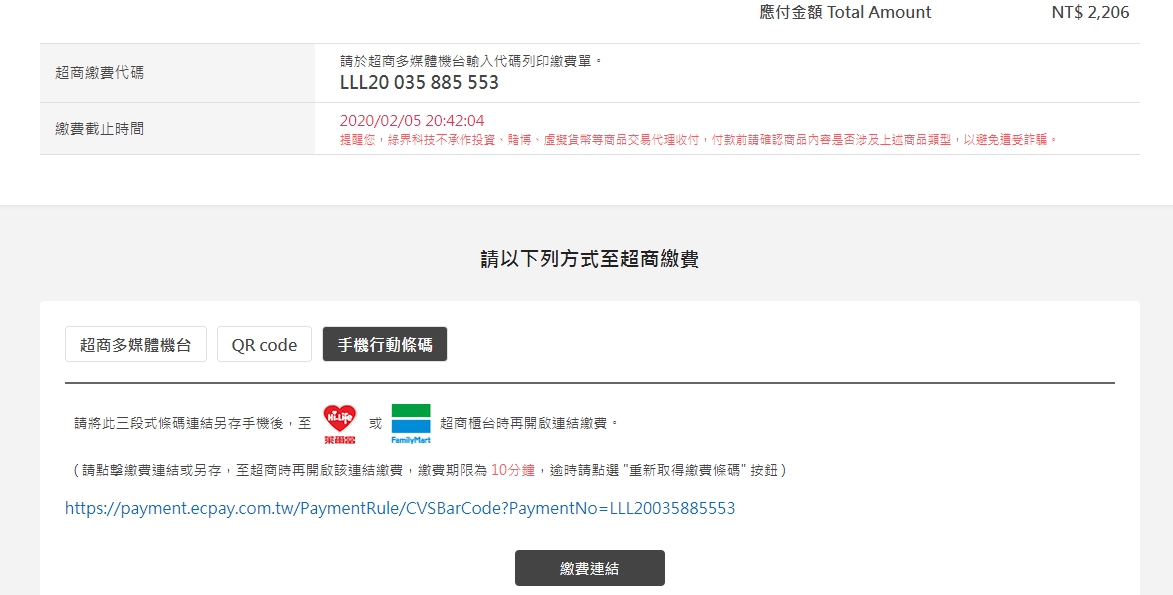 應付金額 Total Amount NT$ 2,206
超商繳費代碼
請於超商多媒體機台輸入代碼列印繳費單。
LLL20 035 885 553
繳費截止時間
2020/02/05 20:42:04
提醒您，綠界科技不承作投資、賭博、虛擬貨幣等商品交易代理收付，付款前請確認商品內容是否涉及上述商品類型，以避免遭受詐騙。
請以下列方式至超商繳費
超商多媒體機台 QR code 手機行動條碼
請將此三段式條碼連結另存手機後，至 Hi-Life 萊爾富 或 FamilyMart 超商櫃台時再開啟連結繳費。
(請點擊繳費連結或另存，至超商時再開啟該連結繳費，繳費期限為 10分鐘，逾時請點選 "重新取得繳費條碼" 按鈕)
https://payment.ecpay.com.tw/PaymentRule/CVSBarCode?PaymentNo=LLL20035885553
繳費連結